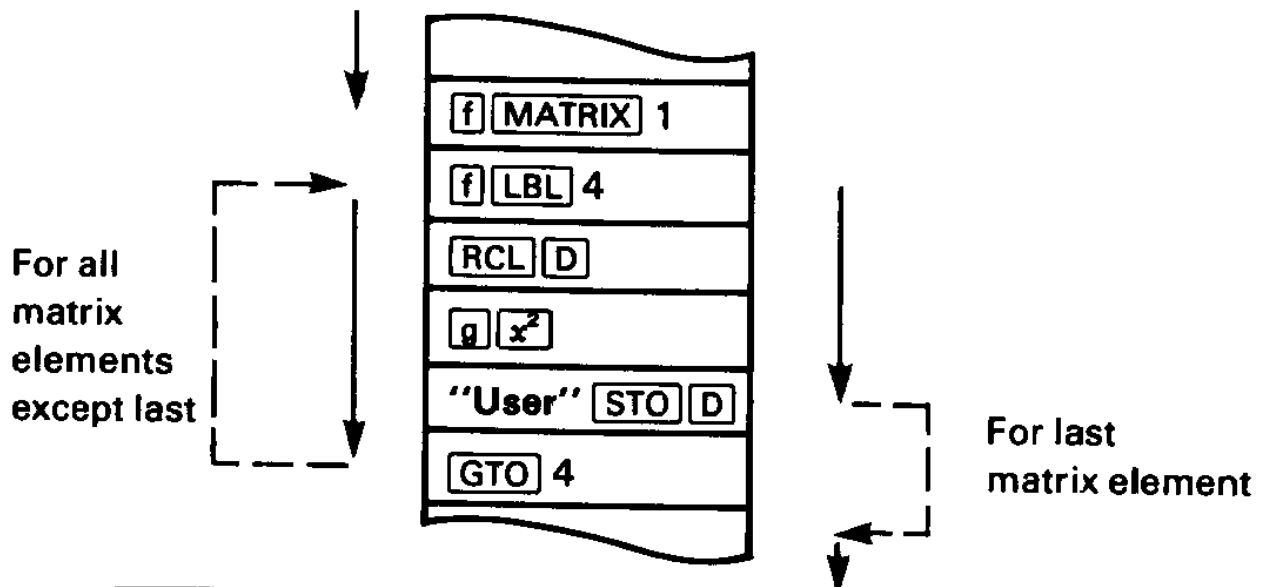 f MATRIX 1
f LBL 4
RCL D
g x²
"User" STO D
GTO 4
For all
matrix
elements
except last
For last
matrix element